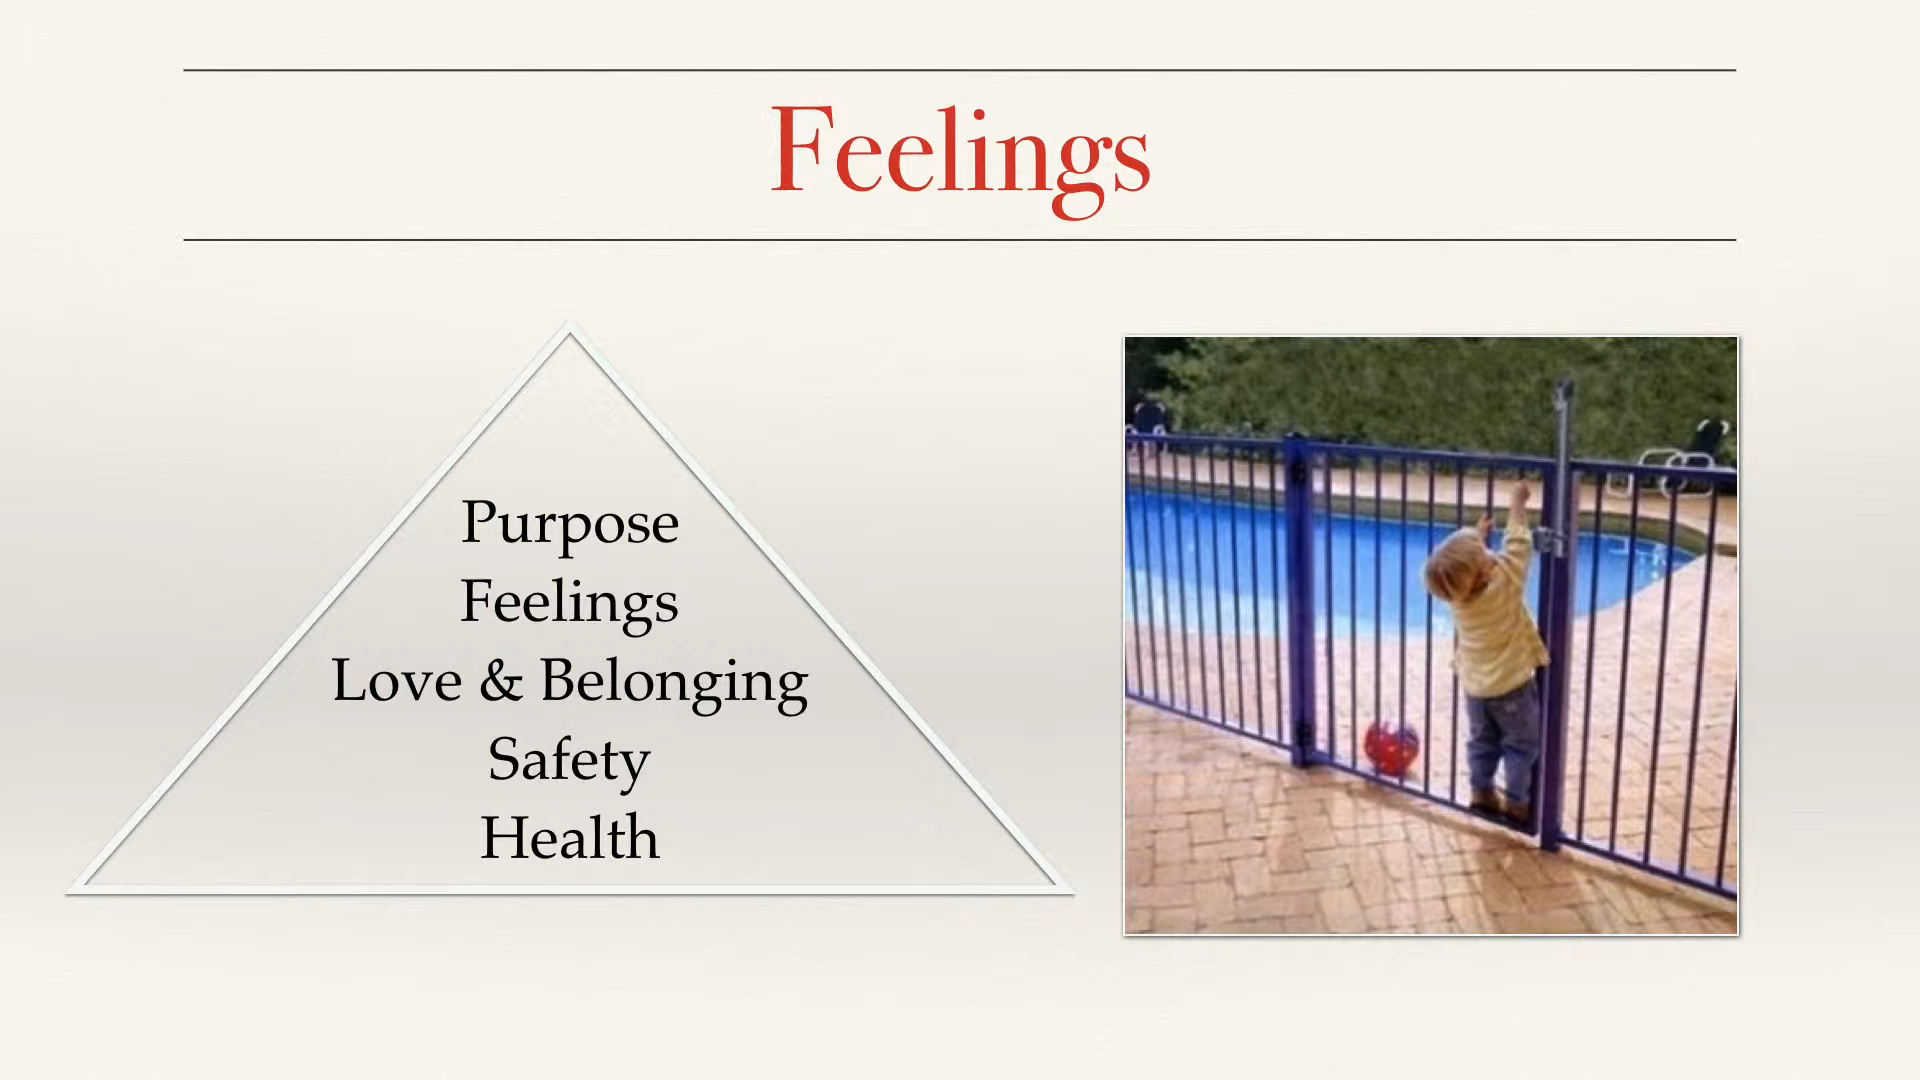 Feelings
Purpose
Feelings
Love & Belonging
Safety
Health